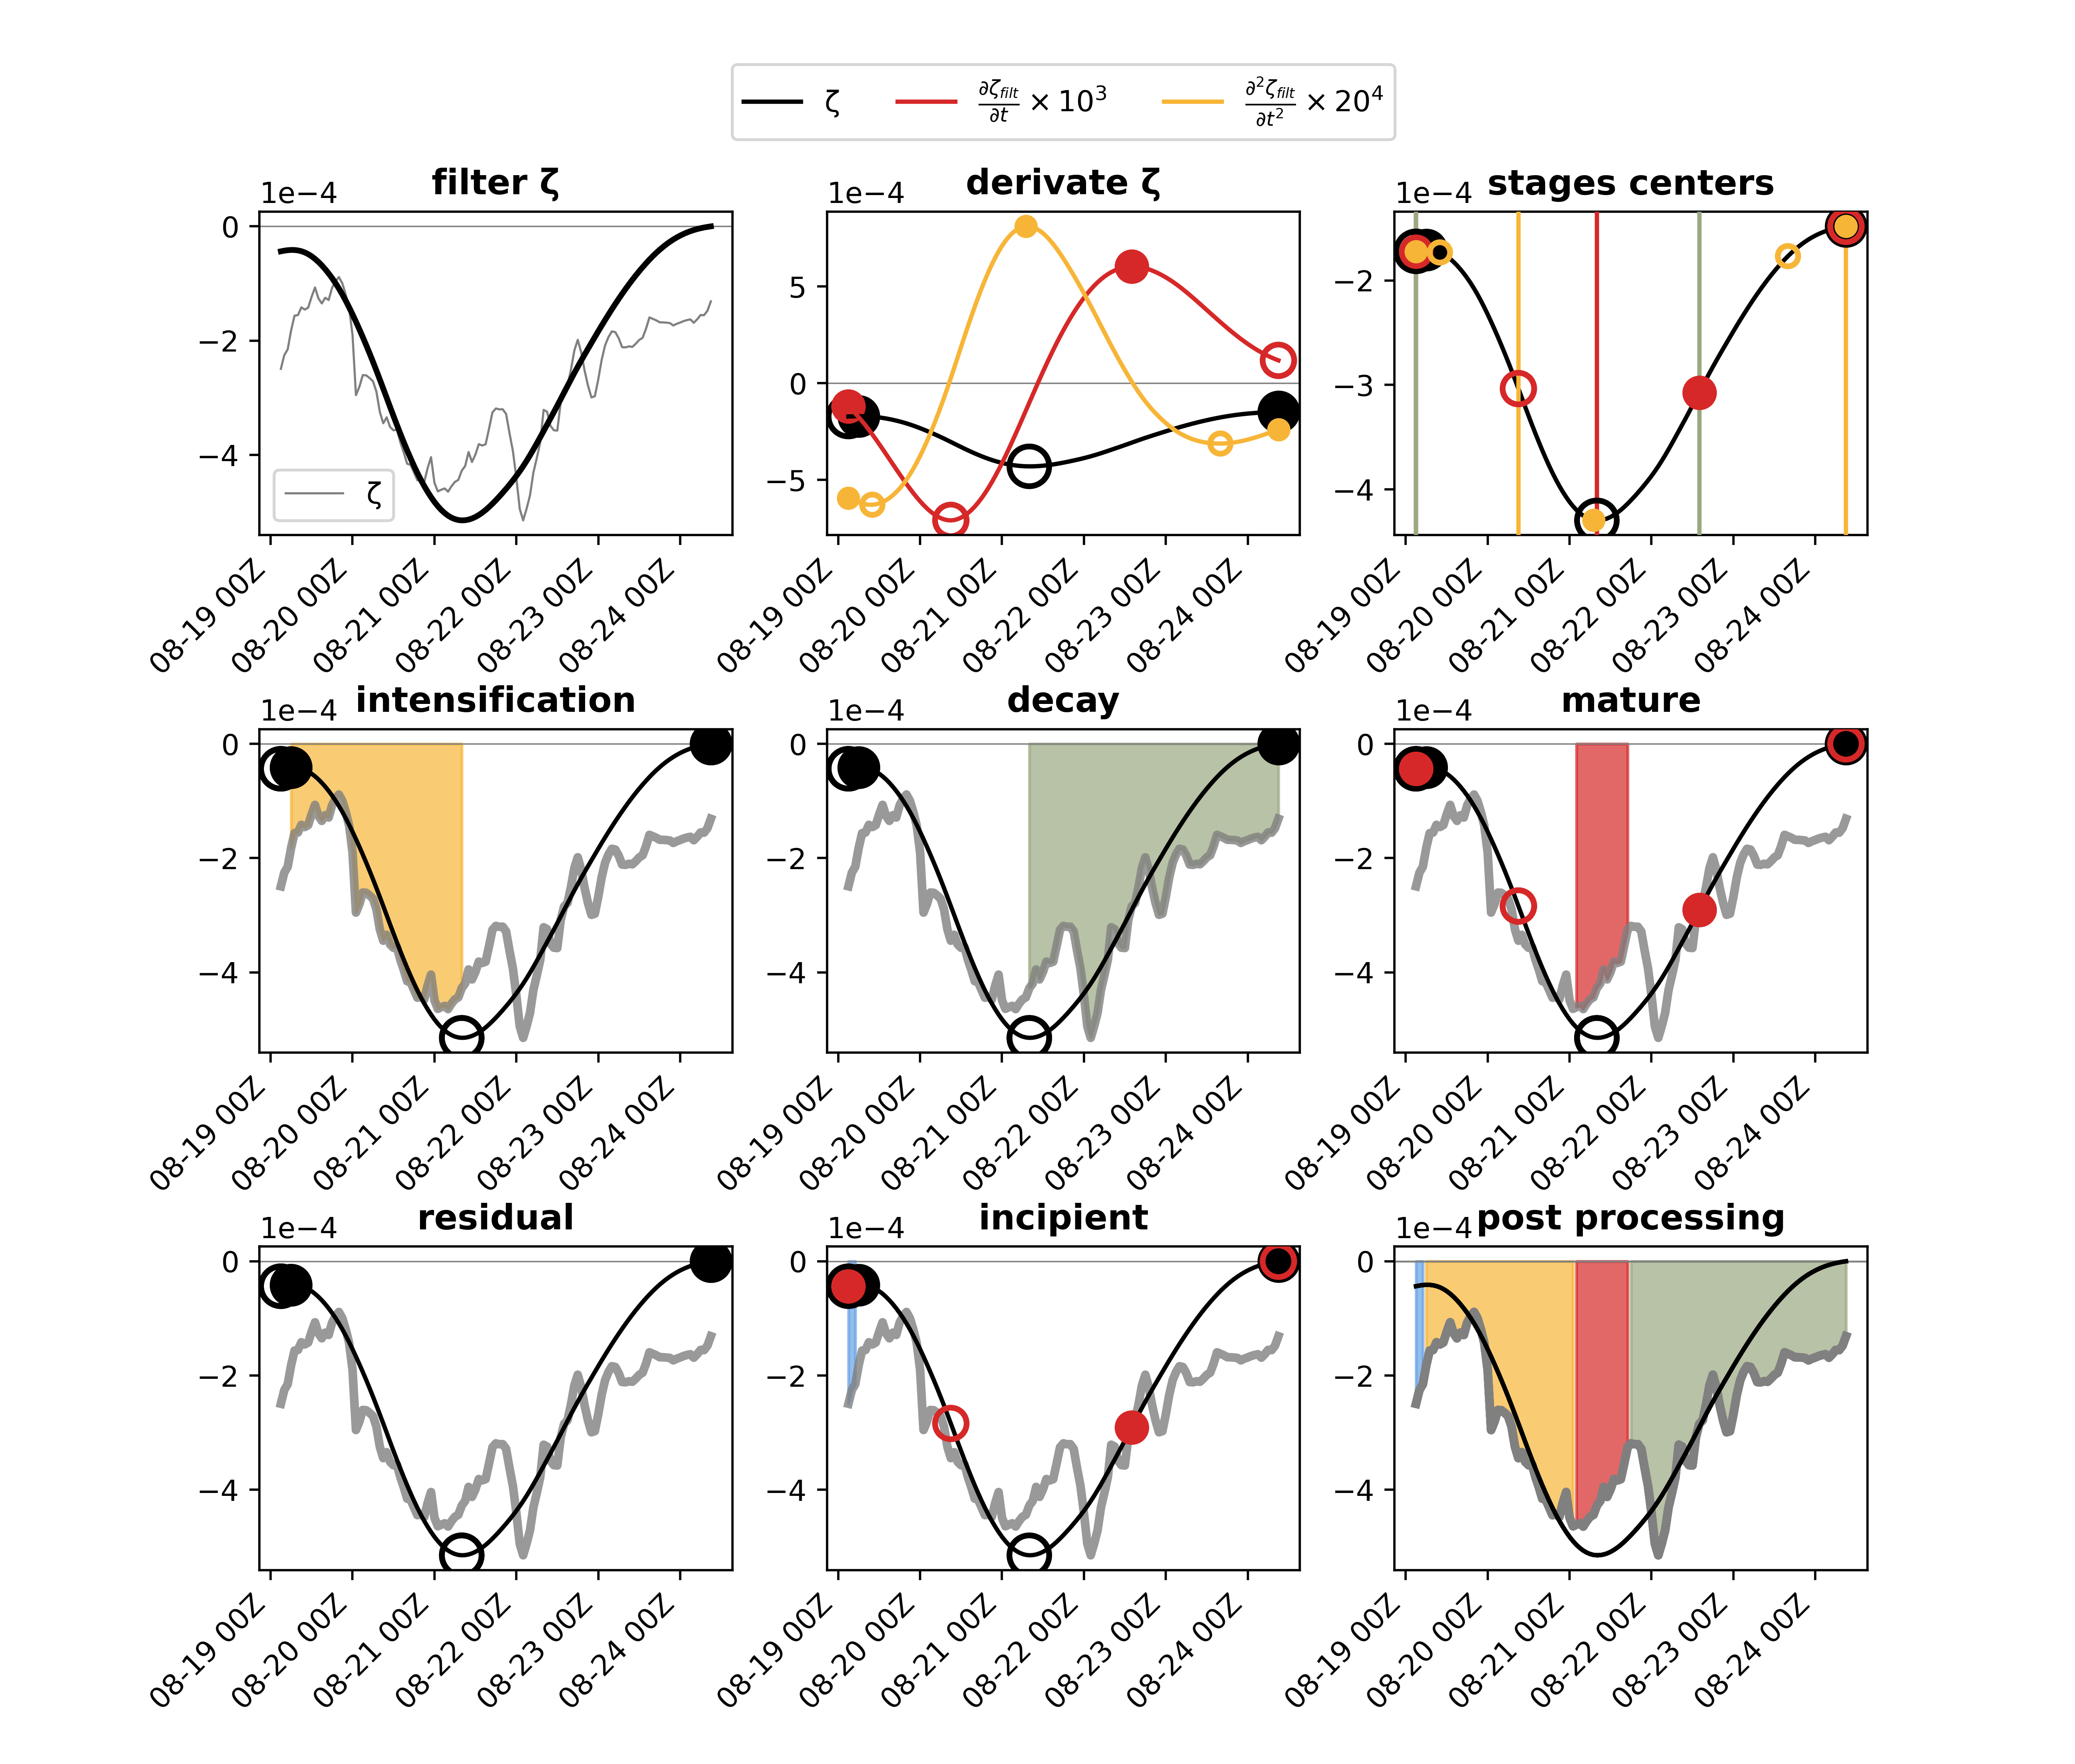 ζ ∂ζ_filt/∂t × 10³ ∂²ζ_filt/∂t² × 20⁴
filter ζ derivate ζ stages centers
1e−4 1e−4 1e−4
0
−2
−4
ζ
5
0
−5
−2
−3
−4
08-19 00Z 08-20 00Z 08-21 00Z 08-22 00Z 08-23 00Z 08-24 00Z
08-19 00Z 08-20 00Z 08-21 00Z 08-22 00Z 08-23 00Z 08-24 00Z
08-19 00Z 08-20 00Z 08-21 00Z 08-22 00Z 08-23 00Z 08-24 00Z
intensification decay mature
1e−4 1e−4 1e−4
0
−2
−4
0
−2
−4
0
−2
−4
08-19 00Z 08-20 00Z 08-21 00Z 08-22 00Z 08-23 00Z 08-24 00Z
08-19 00Z 08-20 00Z 08-21 00Z 08-22 00Z 08-23 00Z 08-24 00Z
08-19 00Z 08-20 00Z 08-21 00Z 08-22 00Z 08-23 00Z 08-24 00Z
residual incipient post processing
1e−4 1e−4 1e−4
0
−2
−4
0
−2
−4
0
−2
−4
08-19 00Z 08-20 00Z 08-21 00Z 08-22 00Z 08-23 00Z 08-24 00Z
08-19 00Z 08-20 00Z 08-21 00Z 08-22 00Z 08-23 00Z 08-24 00Z
08-19 00Z 08-20 00Z 08-21 00Z 08-22 00Z 08-23 00Z 08-24 00Z